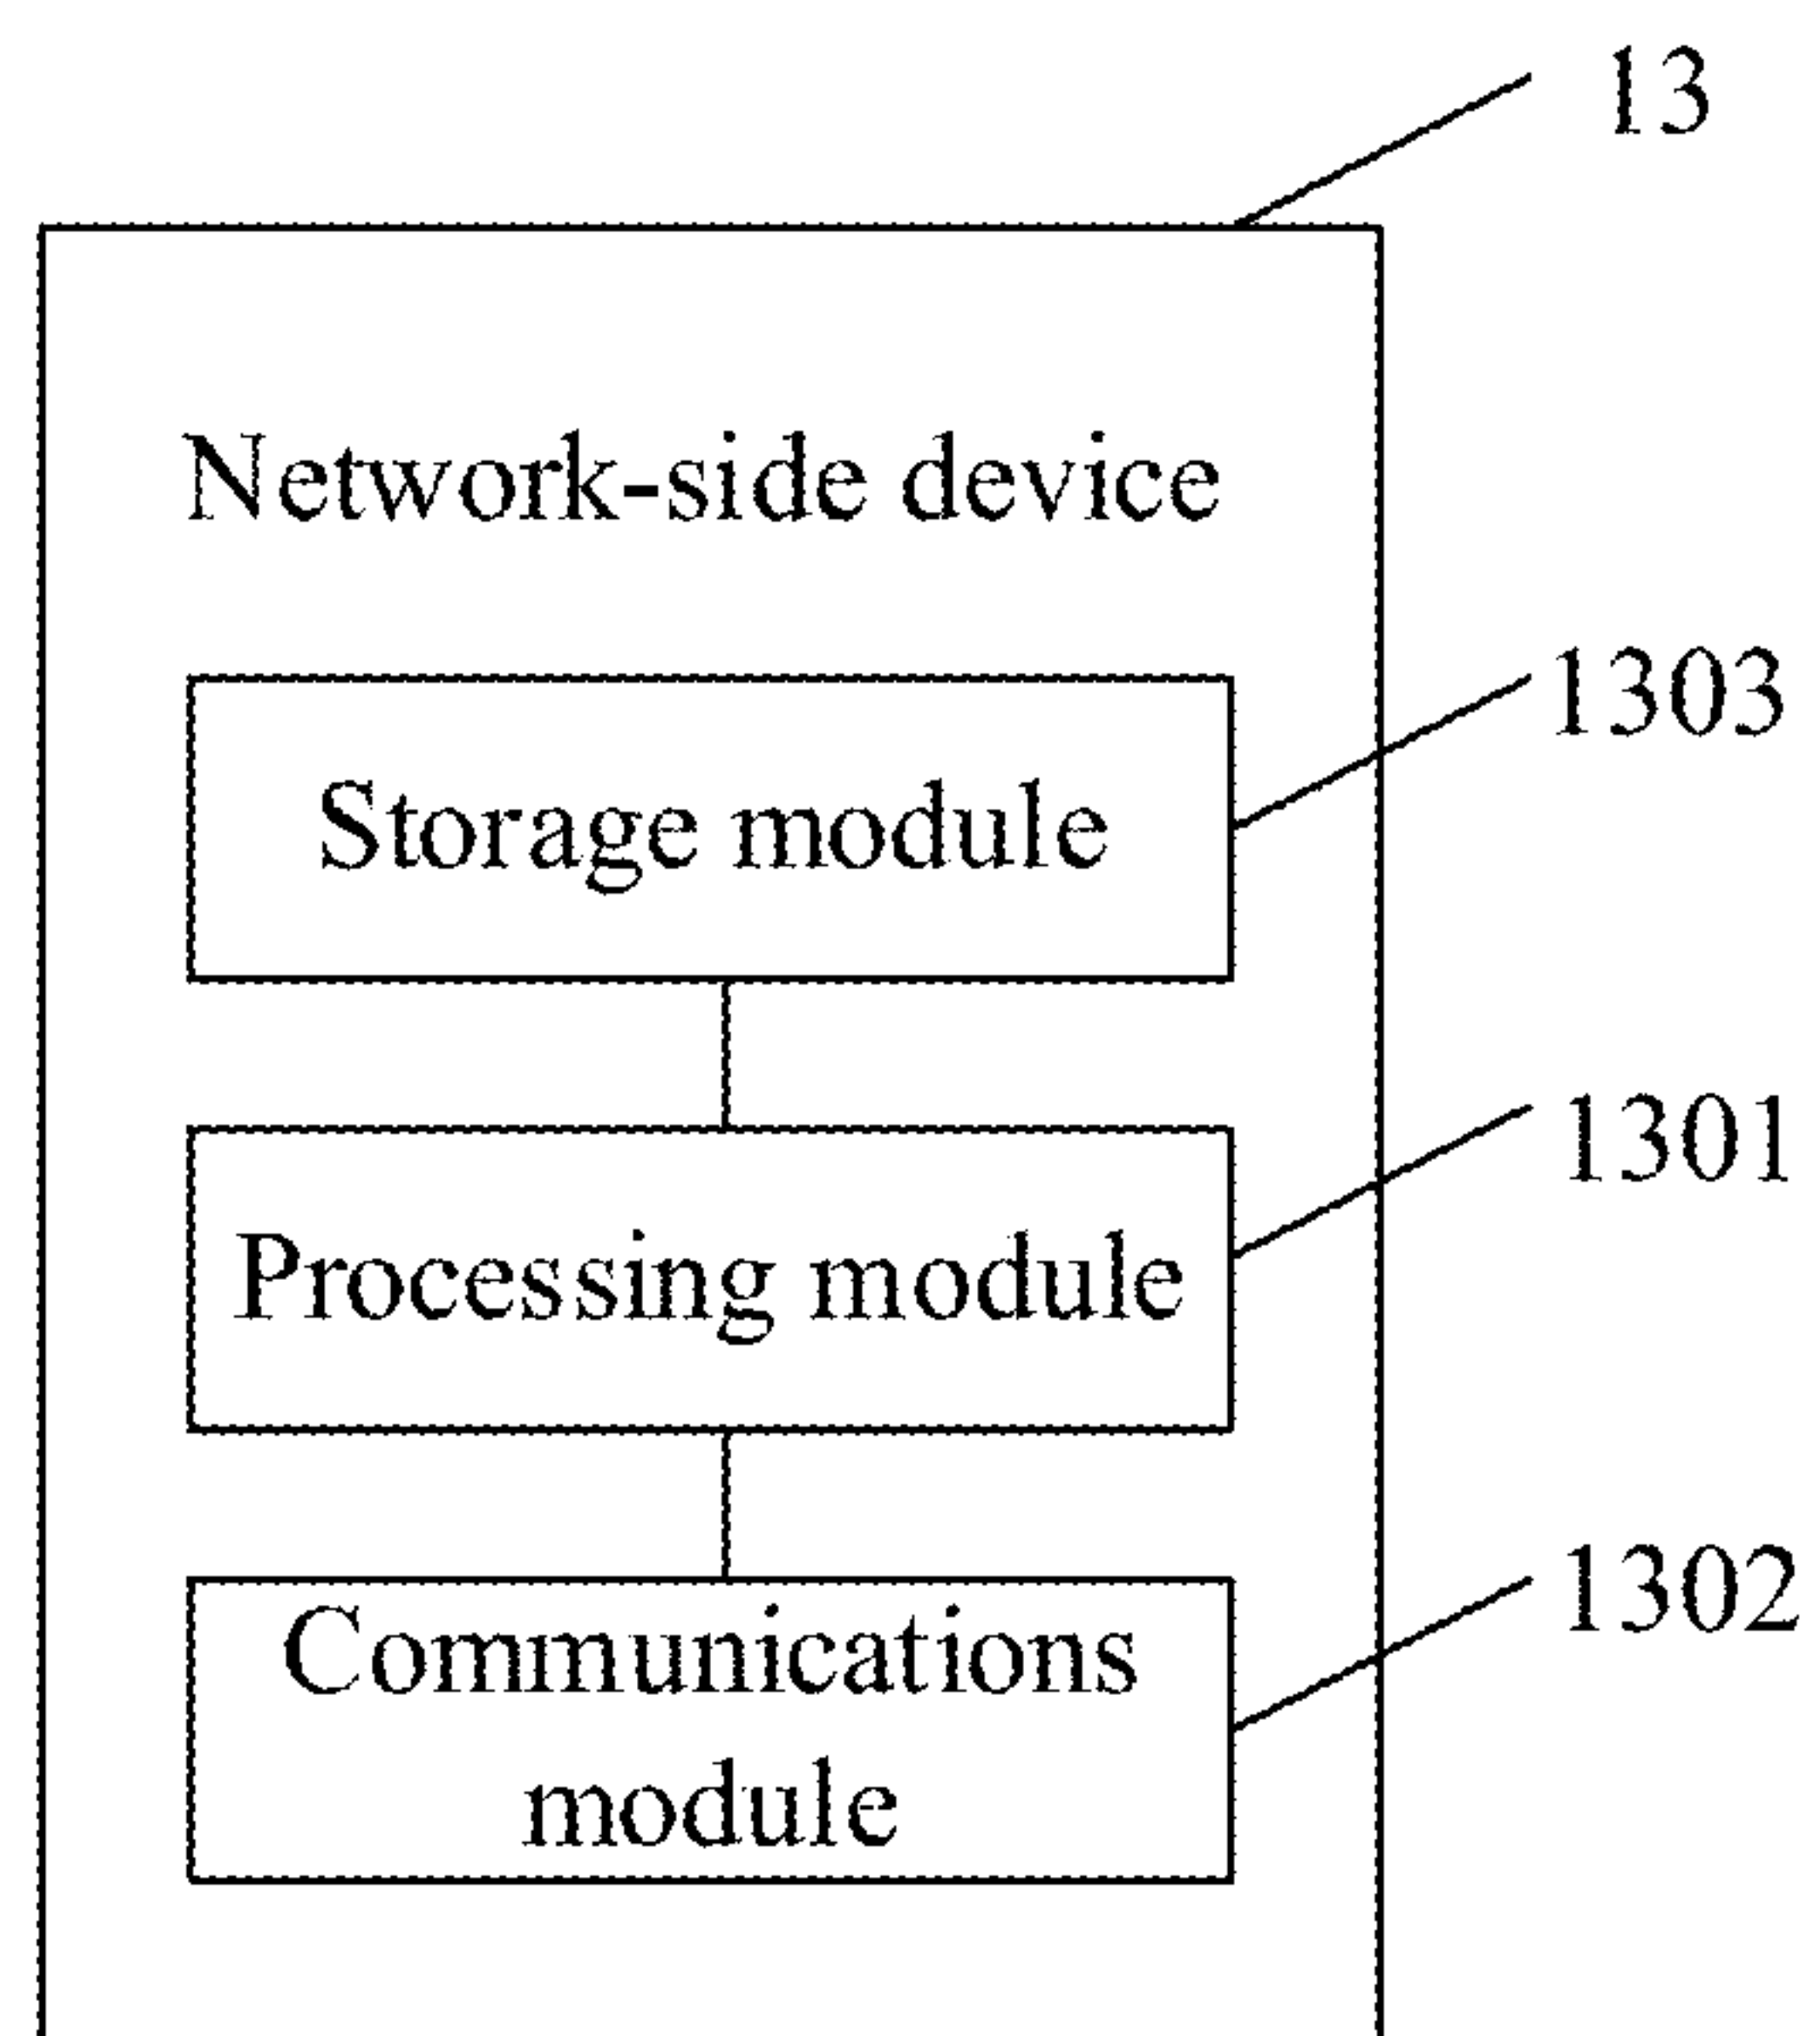 13
Network-side device
1303
Storage module
1301
Processing module
1302
Communications
module